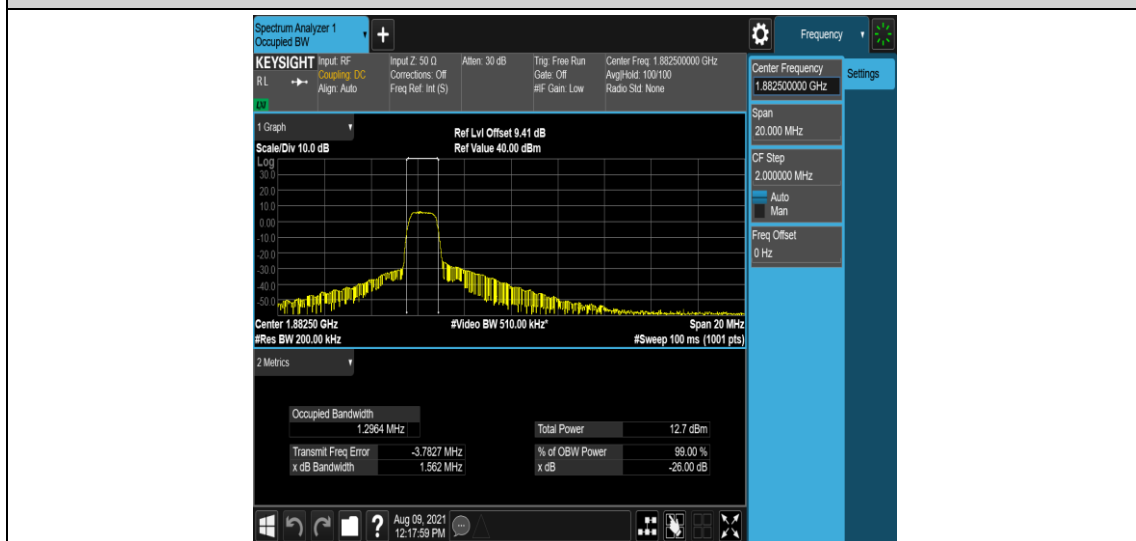 Spectrum Analyzer 1
Occupied BW
+
Frequency
KEYSIGHT Input: RF Input Z: 50 Ω Atten: 30 dB Trig: Free Run Center Freq: 1.882500000 GHz
RL Coupling: DC Corrections: Off Gate: Off Avg|Hold: 100/100
Align: Auto Freq Ref: Int (S) #IF Gain: Low Radio Std: None
LXI
Center Frequency
1.882500000 GHz
Settings
Span
20.000 MHz
CF Step
2.000000 MHz
Auto
Man
Freq Offset
0 Hz
1 Graph
Ref Lvl Offset 9.41 dB
Scale/Div 10.0 dB Ref Value 40.00 dBm
Log
30.0
20.0
10.0
0.00
-10.0
-20.0
-30.0
-40.0
-50.0
Center 1.88250 GHz #Video BW 510.00 kHz* Span 20 MHz
#Res BW 200.00 kHz #Sweep 100 ms (1001 pts)
2 Metrics
Occupied Bandwidth
1.2964 MHz Total Power 12.7 dBm
Transmit Freq Error -3.7827 MHz % of OBW Power 99.00 %
x dB Bandwidth 1.562 MHz x dB -26.00 dB
? Aug 09, 2021
12:17:59 PM